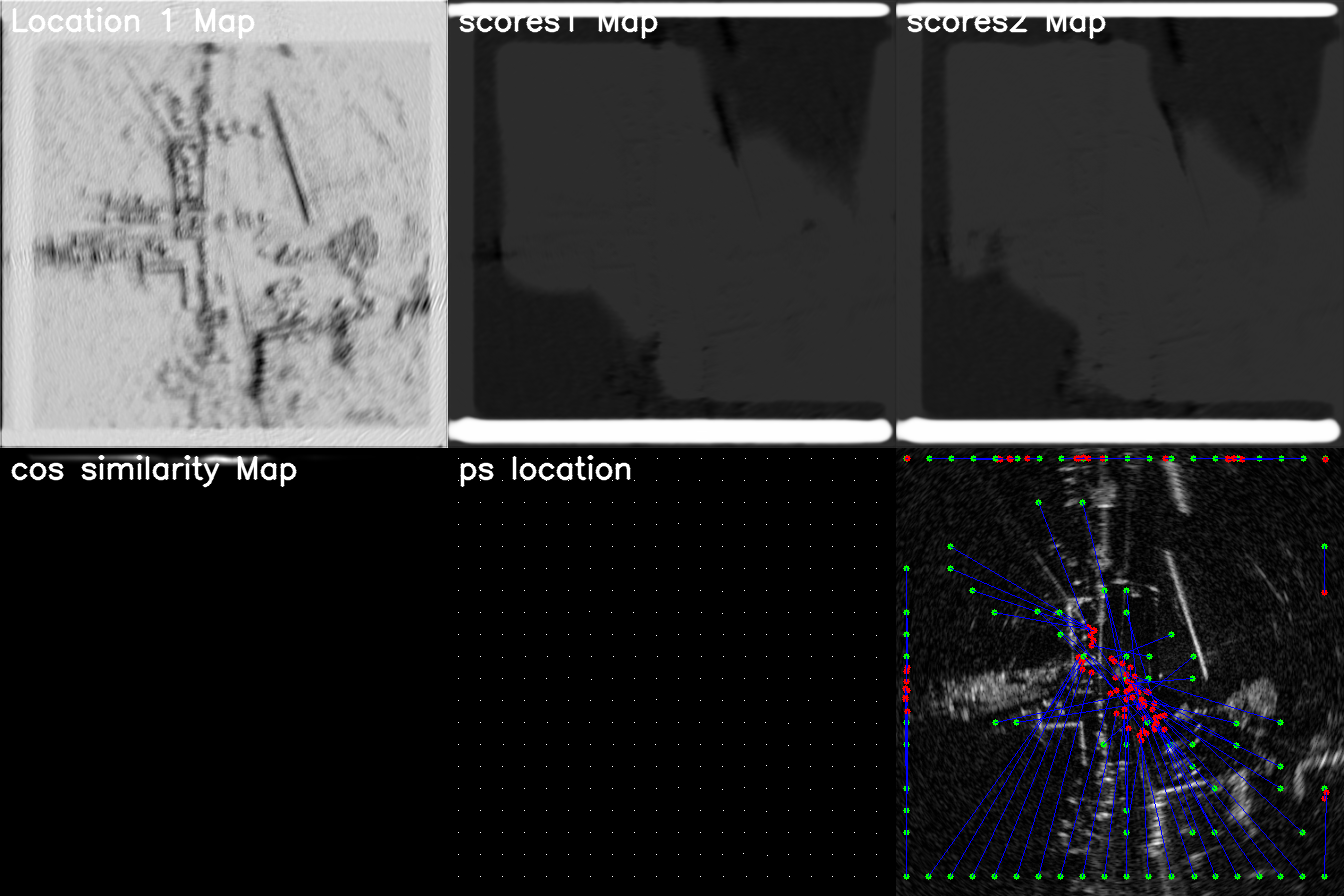 Location 1 Map
scores1 Map
scores2 Map
cos similarity Map
ps location